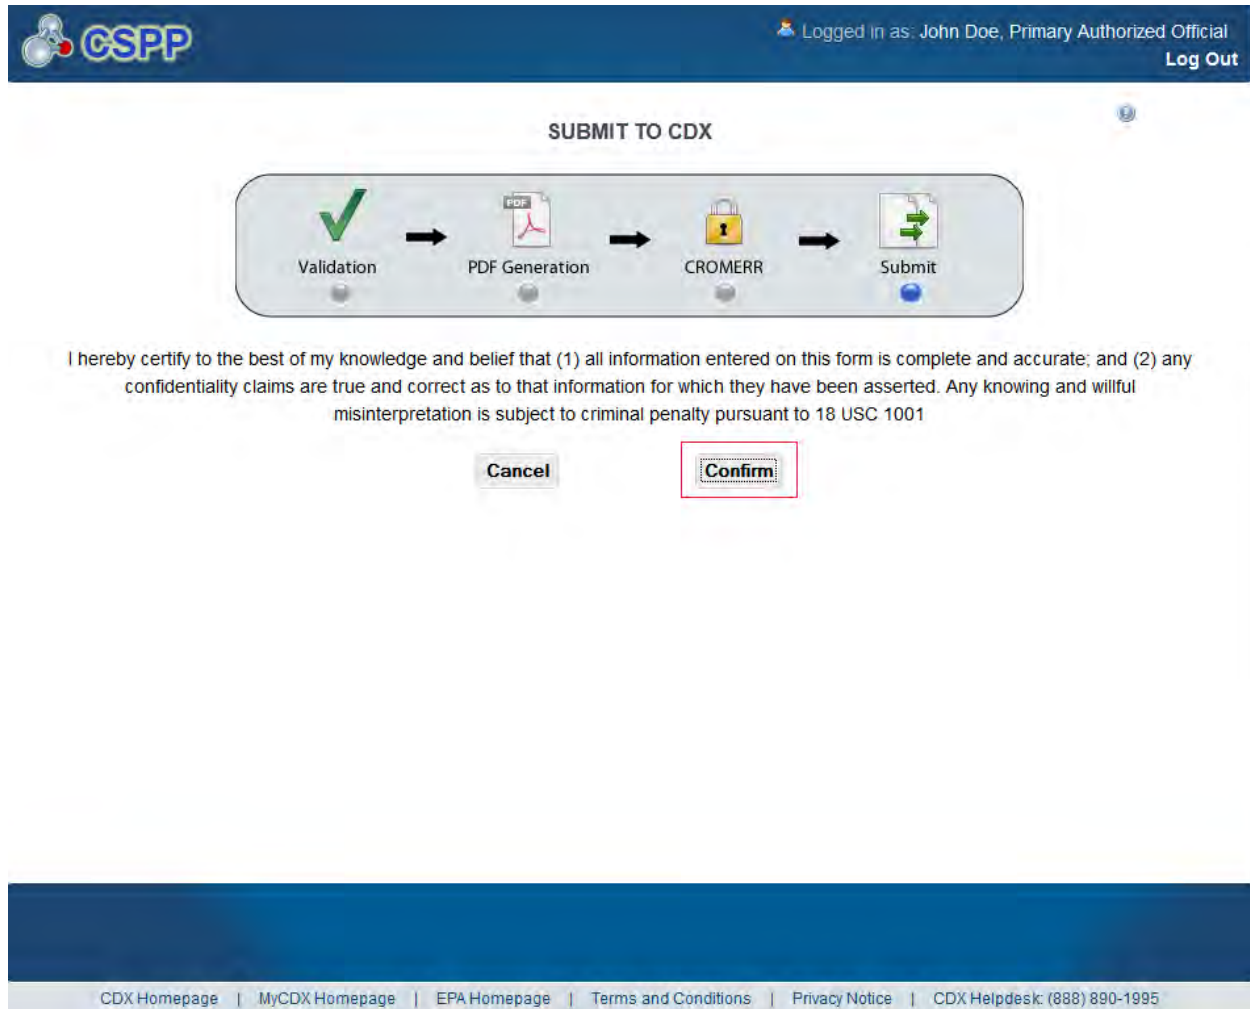 CSPP
Logged in as: John Doe, Primary Authorized Official
Log Out
SUBMIT TO CDX
PDF
Validation
PDF Generation
CROMERR
Submit
I hereby certify to the best of my knowledge and belief that (1) all information entered on this form is complete and accurate; and (2) any
confidentiality claims are true and correct as to that information for which they have been asserted. Any knowing and willful
misinterpretation is subject to criminal penalty pursuant to 18 USC 1001
Cancel
Confirm
CDX Homepage | MyCDX Homepage | EPA Homepage | Terms and Conditions | Privacy Notice | CDX Helpdesk: (888) 890-1995